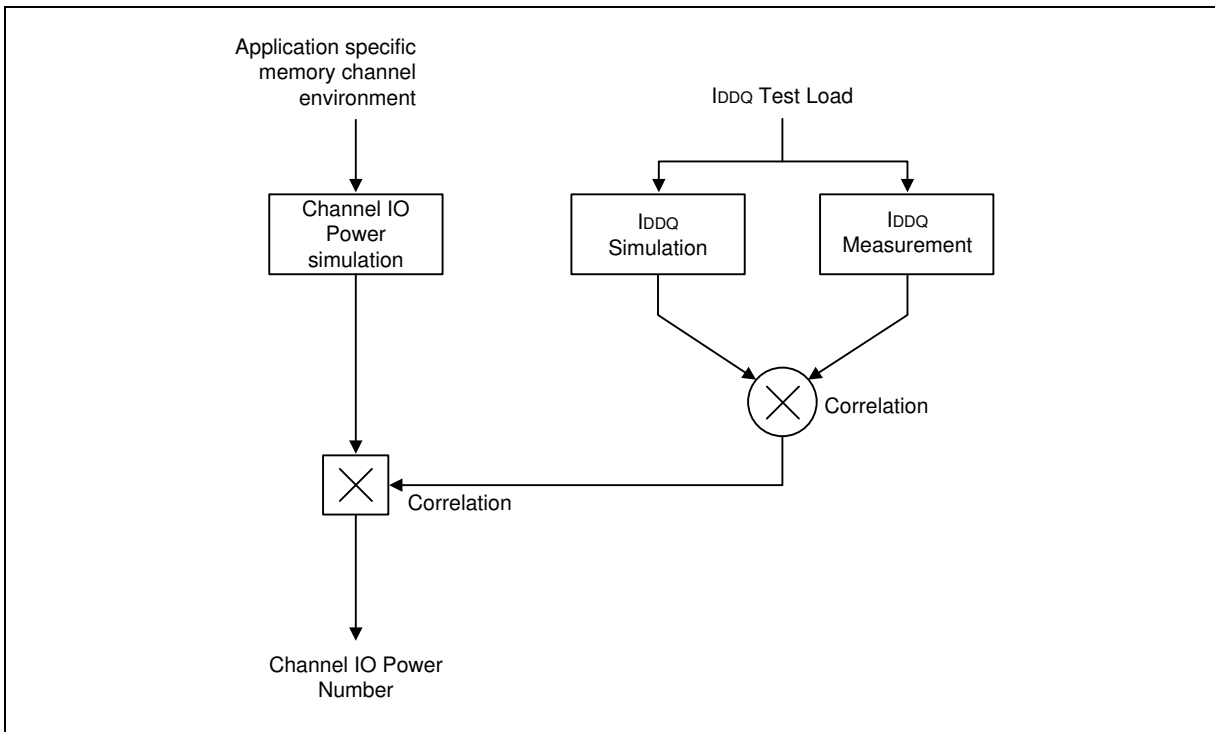 Application specific
memory channel
environment
IDDQ Test Load
Channel IO
Power
simulation
IDDQ
Simulation
IDDQ
Measurement
Correlation
Correlation
Channel IO Power
Number